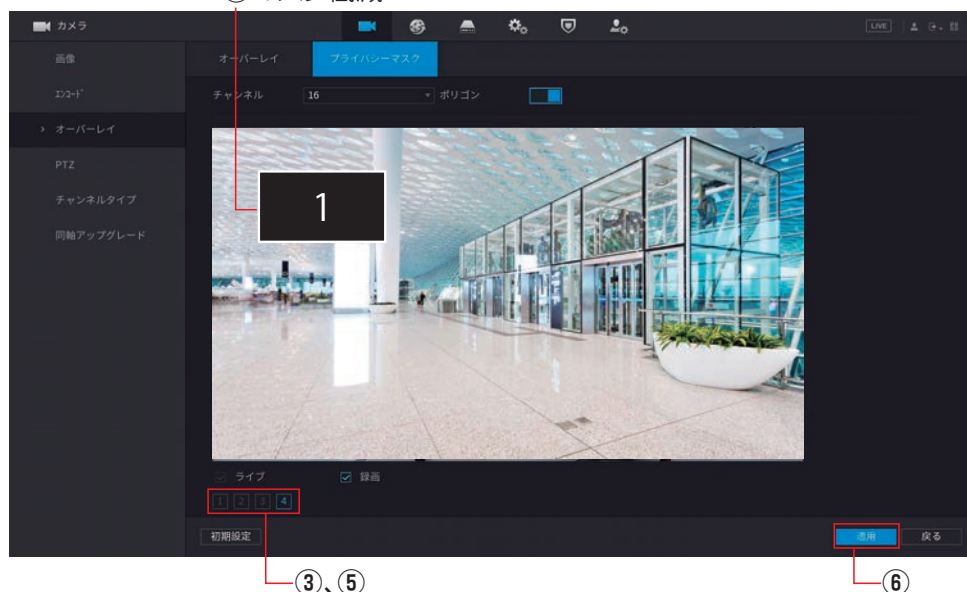 カメラ
LIVE
画像
オーバーレイ プライバシーマスク
エンコード
チャンネル 16 ポリゴン
オーバーレイ
PTZ
1
チャンネルタイプ
同軸アップグレード
ライブ 録画
1 2 3 4
初期設定 適用 戻る
③、⑤ ⑥